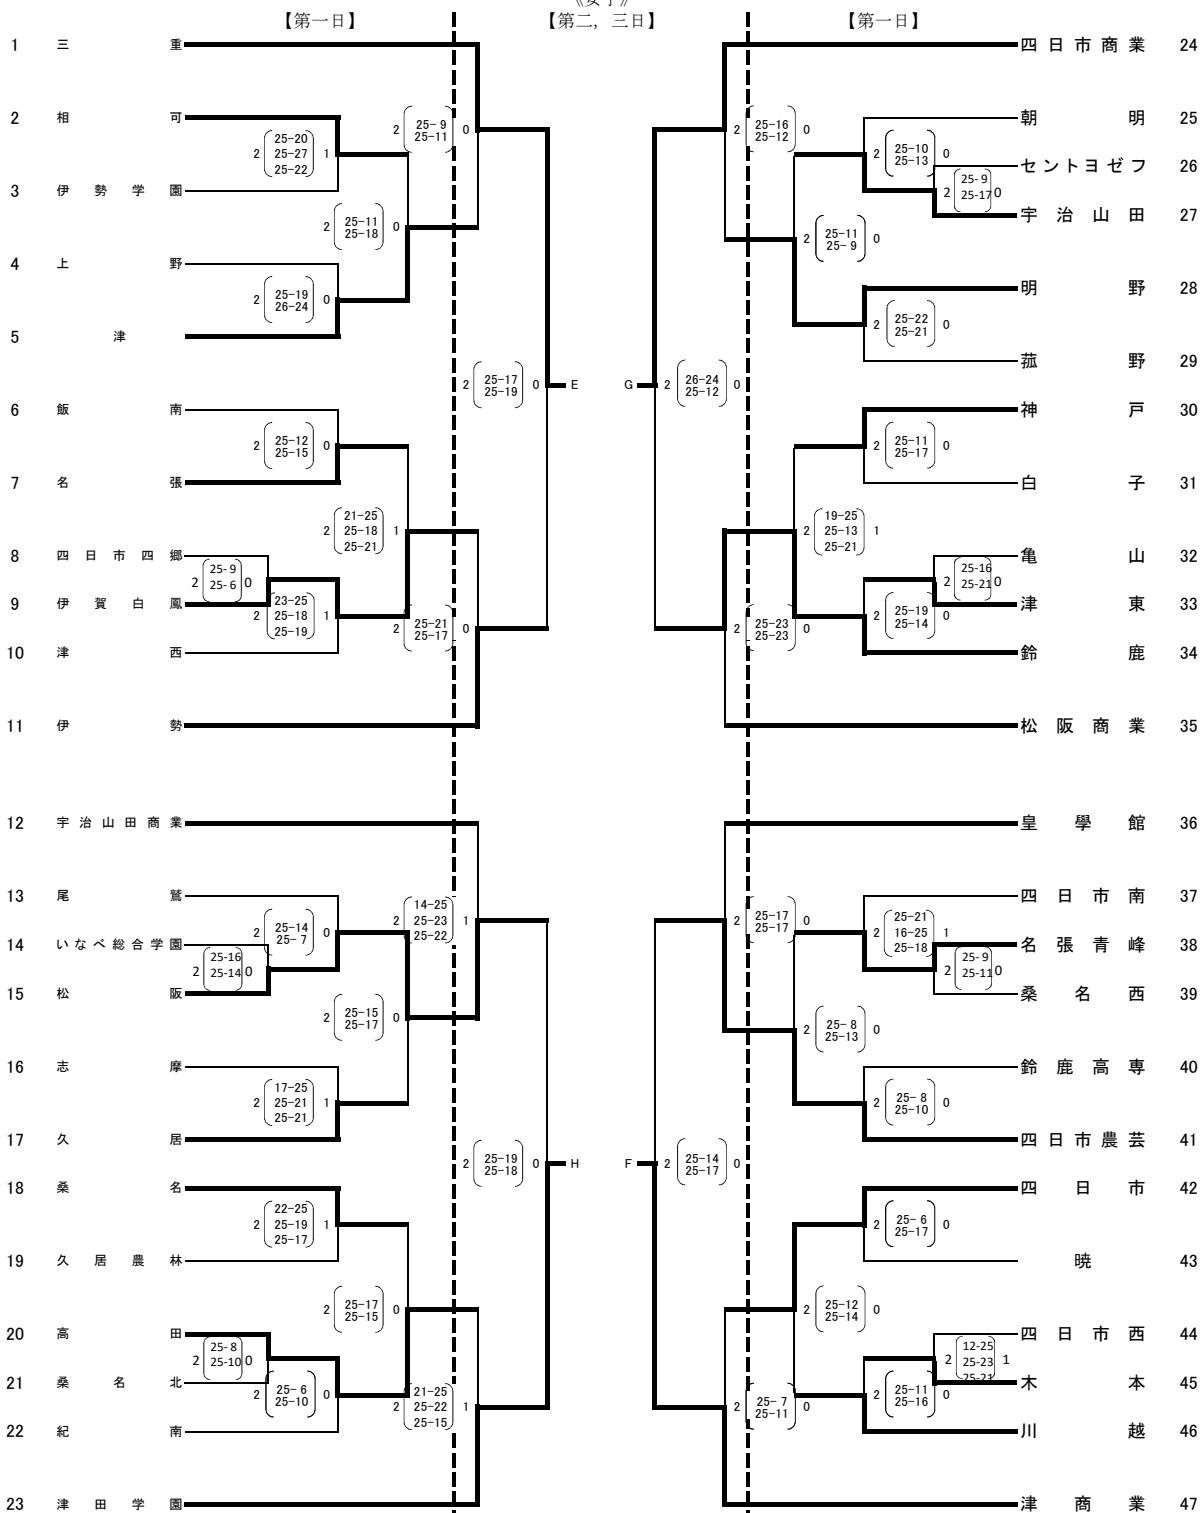 【第一日】 【第二，三日】 【第一日】
1 三重 四日市商業 24
2 相可 2 25- 9 25-11 0 2 25-16 25-12 0 朝明 25
2 25-20 25-27 25-22 1 2 25-10 25-13 0
セントヨゼフ 26
3 伊勢学園 2 25- 9 25-17 0
2 25-11 25-18 0 2 25-11 25- 9 0 宇治山田 27
4 上野
2 25-19 26-24 0 明野 28
5 津 2 25-22 25-21 0
菰野 29
2 25-17 25-19 0 E G 2 26-24 25-12 0
6 飯南 神戸 30
2 25-12 25-15 0 2 25-11 25-17 0
7 名張 白子 31
2 21-25 25-18 25-21 1 2 19-25 25-13 25-21 1
8 四日市四郷 亀山 32
2 25- 9 25- 6 0 2 25-16 25-21 0
9 伊賀白鳳 津東 33
2 23-25 25-18 25-19 1 2 25-21 25-17 0 2 25-23 25-23 0 2 25-19 25-14 0
10 津西 鈴鹿 34
11 伊勢 松阪商業 35
12 宇治山田商業 皇學館 36
13 尾鷲 四日市南 37
2 14-25 25-23 25-22 1 2 25-17 25-17 0
2 25-14 25- 7 0 2 25-21 16-25 25-18 1
14 いなべ総合学園 名張青峰 38
2 25-16 25-14 0 2 25- 9 25-11 0
15 松阪 桑名西 39
2 25-15 25-17 0 2 25- 8 25-13 0
16 志摩 鈴鹿高専 40
2 17-25 25-21 25-21 1 2 25- 8 25-10 0
17 久居 四日市農芸 41
2 25-19 25-18 0 H F 2 25-14 25-17 0
18 桑名 四日市 42
2 22-25 25-19 25-17 1 2 25- 6 25-17 0
19 久居農林 暁 43
2 25-17 25-15 0 2 25-12 25-14 0
20 高田 四日市西 44
2 25- 8 25-10 0 2 12-25 25-23 25-21 1
21 桑名北 木本 45
2 25- 6 25-10 0 2 21-25 25-22 25-15 1 2 25- 7 25-11 0 2 25-11 25-16 0
22 紀南 川越 46
23 津田学園 津商業 47